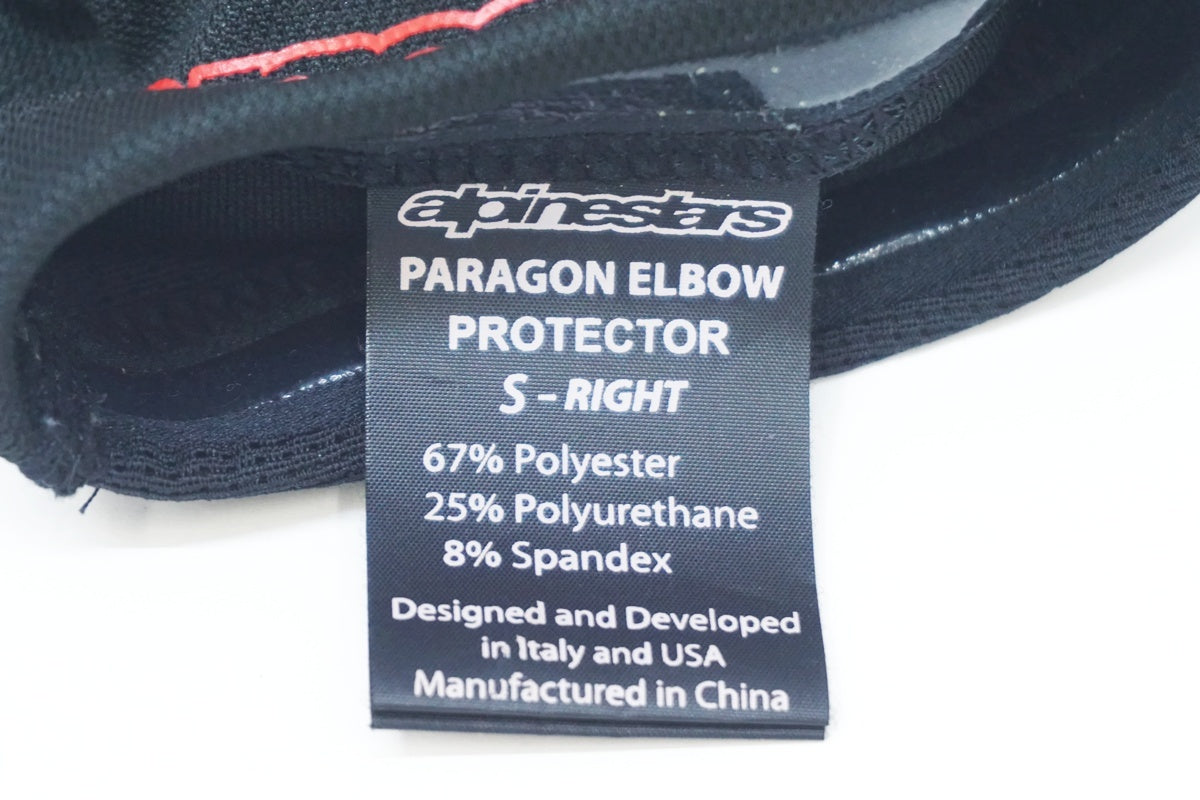 alpinestars
PARAGON ELBOW
PROTECTOR
S – RIGHT
67% Polyester
25% Polyurethane
8% Spandex
Designed and Developed
in Italy and USA
Manufactured in China